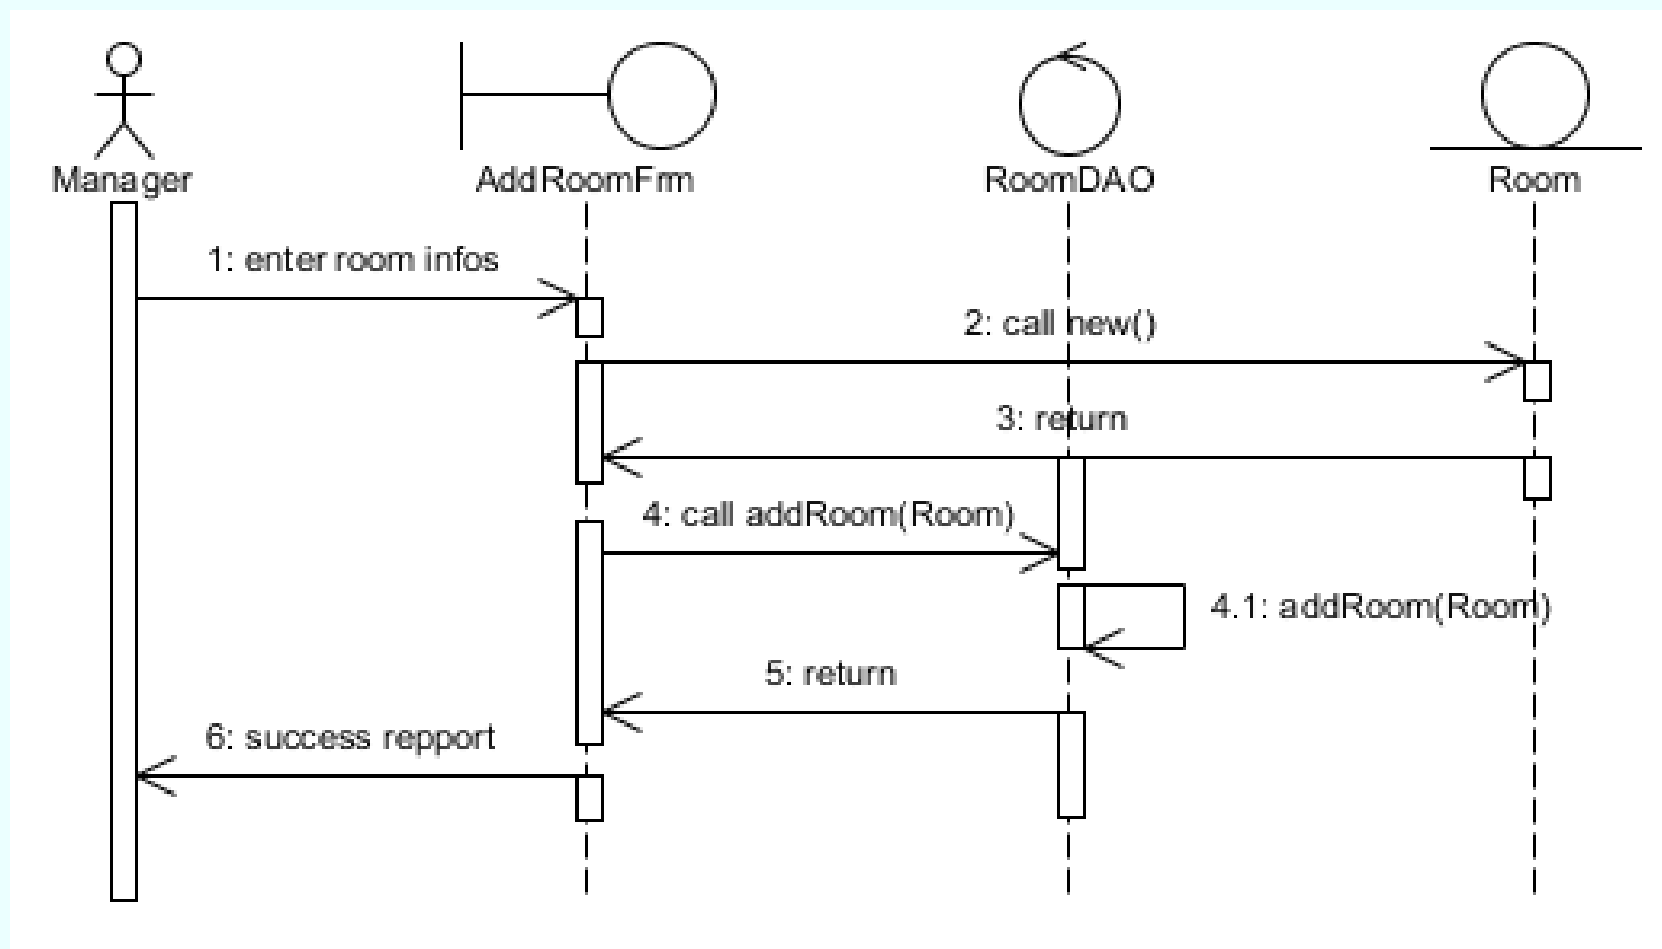 Manager
AddRoomFrm
RoomDAO
Room
1: enter room infos
2: call new()
3: return
4: call addRoom(Room)
4.1: addRoom(Room)
5: return
6: success repport